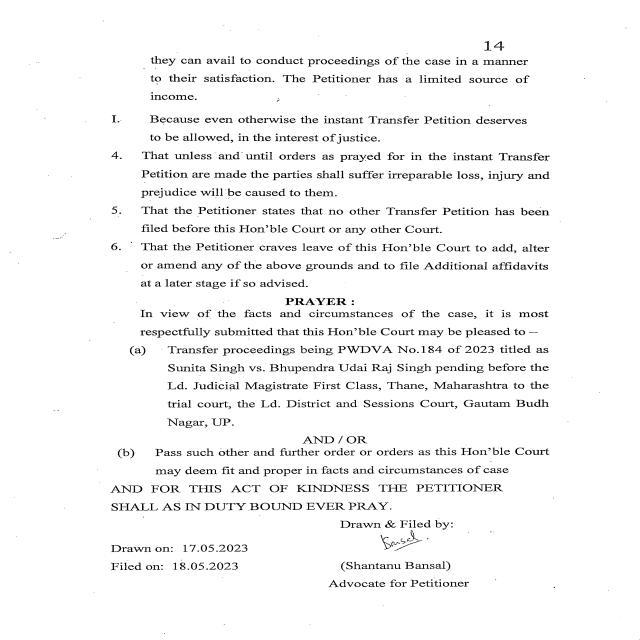 14
they can avail to conduct proceedings of the case in a manner
to their satisfaction. The Petitioner has a limited source of
income.
I. Because even otherwise the instant Transfer Petition deserves
to be allowed, in the interest of justice.
4. That unless and until orders as prayed for in the instant Transfer
Petition are made the parties shall suffer irreparable loss, injury and
prejudice will be caused to them.
5. That the Petitioner states that no other Transfer Petition has been
filed before this Hon'ble Court or any other Court.
6. That the Petitioner craves leave of this Hon'ble Court to add, alter
or amend any of the above grounds and to file Additional affidavits
at a later stage if so advised.
PRAYER :
In view of the facts and circumstances of the case, it is most
respectfully submitted that this Hon'ble Court may be pleased to –
(a) Transfer proceedings being PWDVA No.184 of 2023 titled as
Sunita Singh vs. Bhupendra Udai Raj Singh pending before the
Ld. Judicial Magistrate First Class, Thane, Maharashtra to the
trial court, the Ld. District and Sessions Court, Gautam Budh
Nagar, UP.
AND / OR
(b) Pass such other and further order or orders as this Hon'ble Court
may deem fit and proper in facts and circumstances of case
AND FOR THIS ACT OF KINDNESS THE PETITIONER
SHALL AS IN DUTY BOUND EVER PRAY.
Drawn & Filed by:
Bansal
Drawn on: 17.05.2023
Filed on: 18.05.2023 (Shantanu Bansal)
Advocate for Petitioner